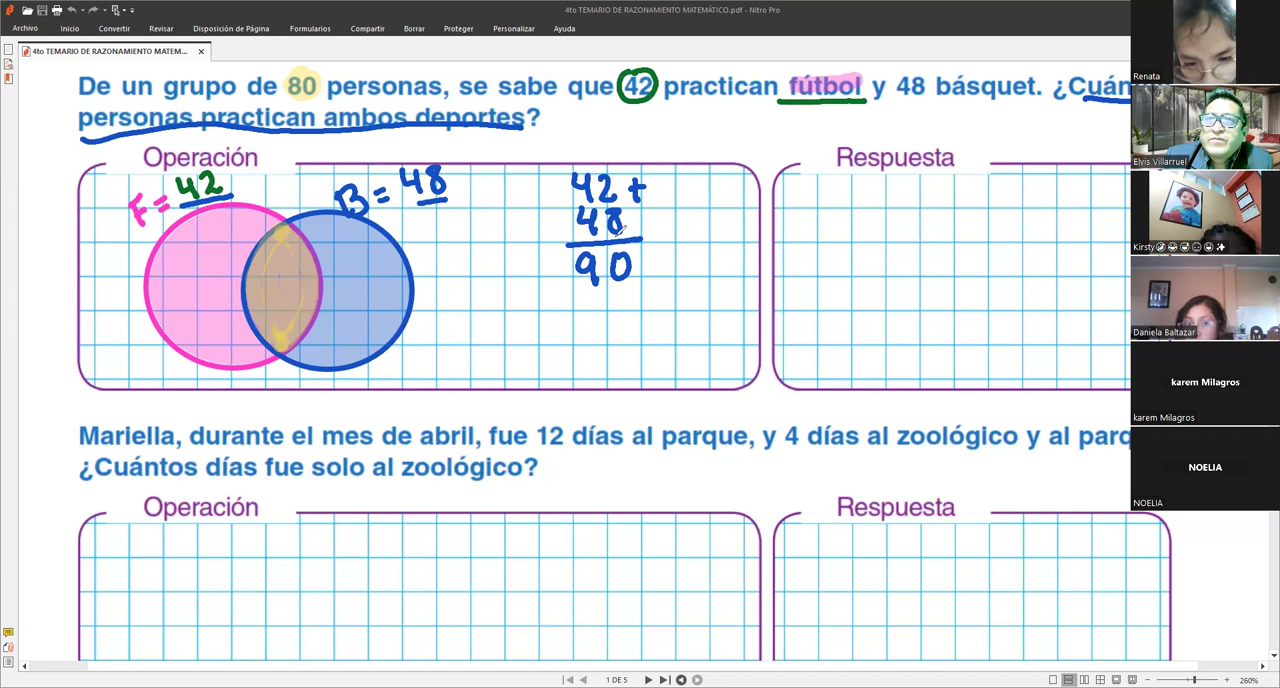 4to TEMARIO DE RAZONAMIENTO MATEMÁTICO.pdf - Nitro Pro
Archivo Inicio Convertir Revisar Disposición de Página Formularios Compartir Borrar Proteger Personalizar Ayuda
4to TEMARIO DE RAZONAMIENTO MATEM...
De un grupo de 80 personas, se sabe que 42 practican fútbol y 48 básquet. ¿Cuán
personas practican ambos deportes?
Operación
Respuesta
F = 42
B = 48
42 +
48
90
Mariella, durante el mes de abril, fue 12 días al parque, y 4 días al zoológico y al parq
¿Cuántos días fue solo al zoológico?
Operación
Respuesta
Renata
Elvis Villarruel
Kirsty
Daniela Baltazar
karem Milagros
karem Milagros
NOELIA
NOELIA
1 DE 5
260%